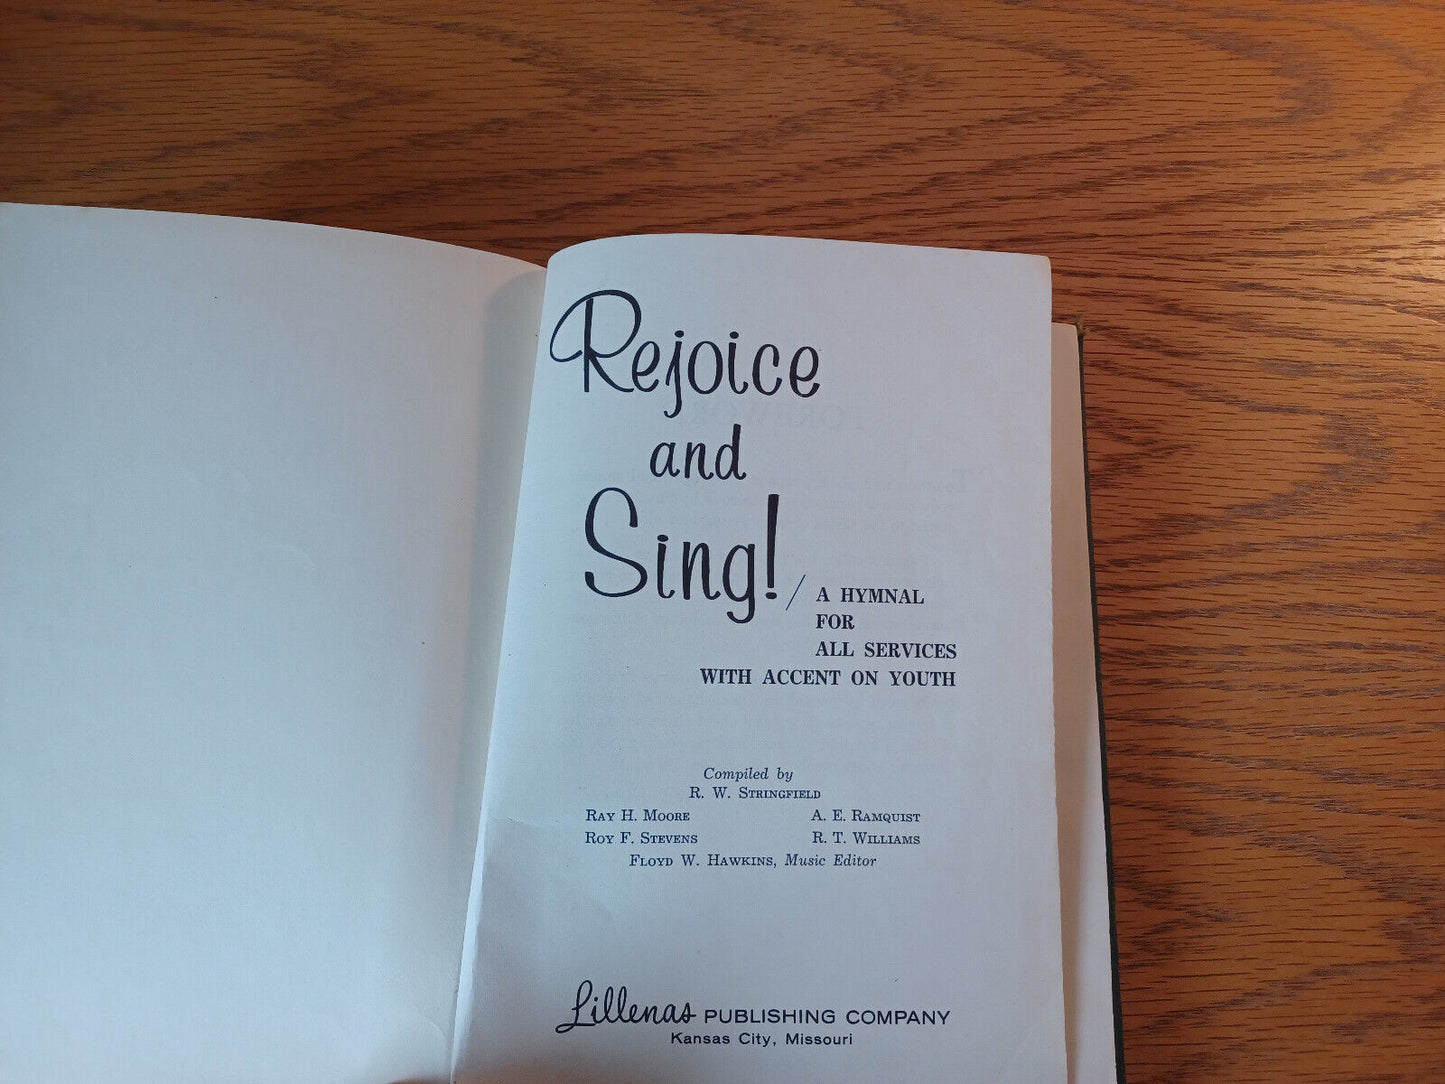 Rejoice
and
Sing! /
A HYMNAL
FOR
ALL SERVICES
WITH ACCENT ON YOUTH
Compiled by
R. W. STRINGFIELD
RAY H. MOORE A. E. RAMQUIST
ROY F. STEVENS R. T. WILLIAMS
FLOYD W. HAWKINS, Music Editor
Lillenas PUBLISHING COMPANY
Kansas City, Missouri